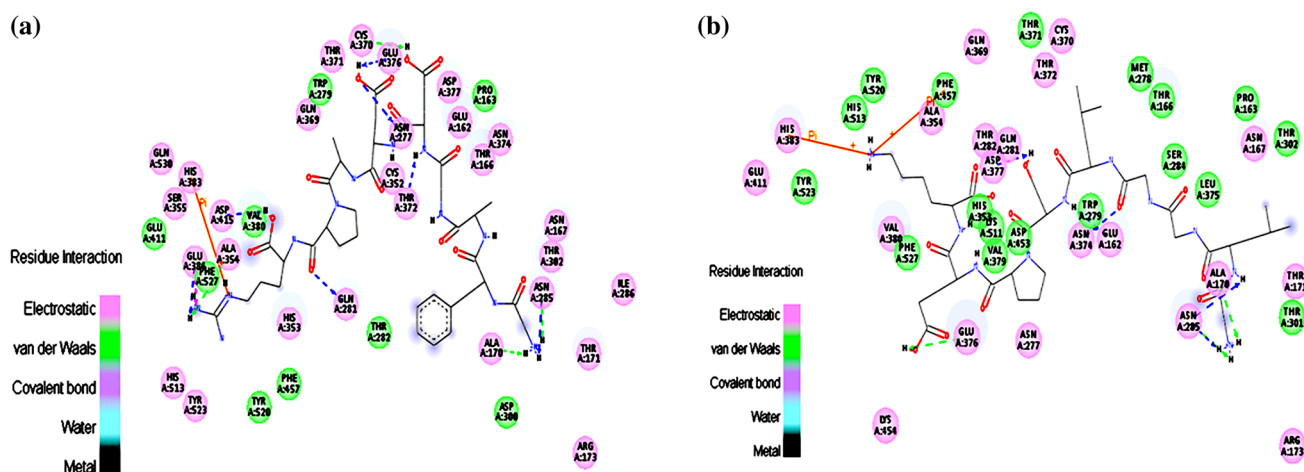 (a)
CYS
A:370
THR
A:371
GLU
A:376
TRP
A:279
ASP
A:377
PRO
A:163
GLN
A:369
GLU
A:162
ASN
A:277
ASN
A:374
THR
A:166
GLN
A:530
HIS
A:383
CYS
A:352
THR
A:372
SER
A:355
Pi
ASP
A:415
VAL
A:380
GLU
A:411
ASN
A:167
ALA
A:354
THR
A:302
PHE
A:527
ASN
A:285
ILE
A:286
GLN
A:281
HIS
A:353
THR
A:282
ALA
A:170
THR
A:171
HIS
A:513
TYR
A:523
TYR
A:520
PHE
A:457
ASP
A:300
ARG
A:173
Residue Interaction
Electrostatic
van der Waals
Covalent bond
Water
Metal
(b)
GLN
A:369
THR
A:371
CYS
A:370
THR
A:372
MET
A:278
TYR
A:520
PHE
A:457
THR
A:166
PRO
A:163
HIS
A:513
ALA
A:354
HIS
A:383
Pi
THR
A:282
GLN
A:281
ASN
A:167
THR
A:302
ASP
A:377
SER
A:284
GLU
A:411
TYR
A:523
LEU
A:375
HIS
A:353
LYS
A:511
TRP
A:279
VAL
A:380
ASP
A:453
ASN
A:374
GLU
A:162
PHE
A:527
VAL
A:379
ALA
A:170
THR
A:171
ASN
A:285
THR
A:301
GLU
A:376
ASN
A:277
LYS
A:454
ARG
A:173
Residue Interaction
Electrostatic
van der Waals
Covalent bond
Water
Metal